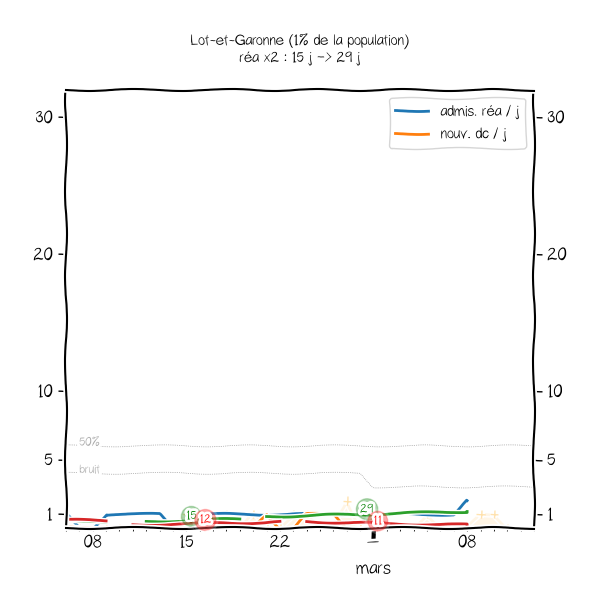 Lot-et-Garonne (1% de la population)
réa x2 : 15 j -> 29 j
admis. réa / j
nouv. dc / j
30 30
20 20
10 10
5 5
1 1
50%
bruit
15 12 29 11
08 15 22 1 08
mars